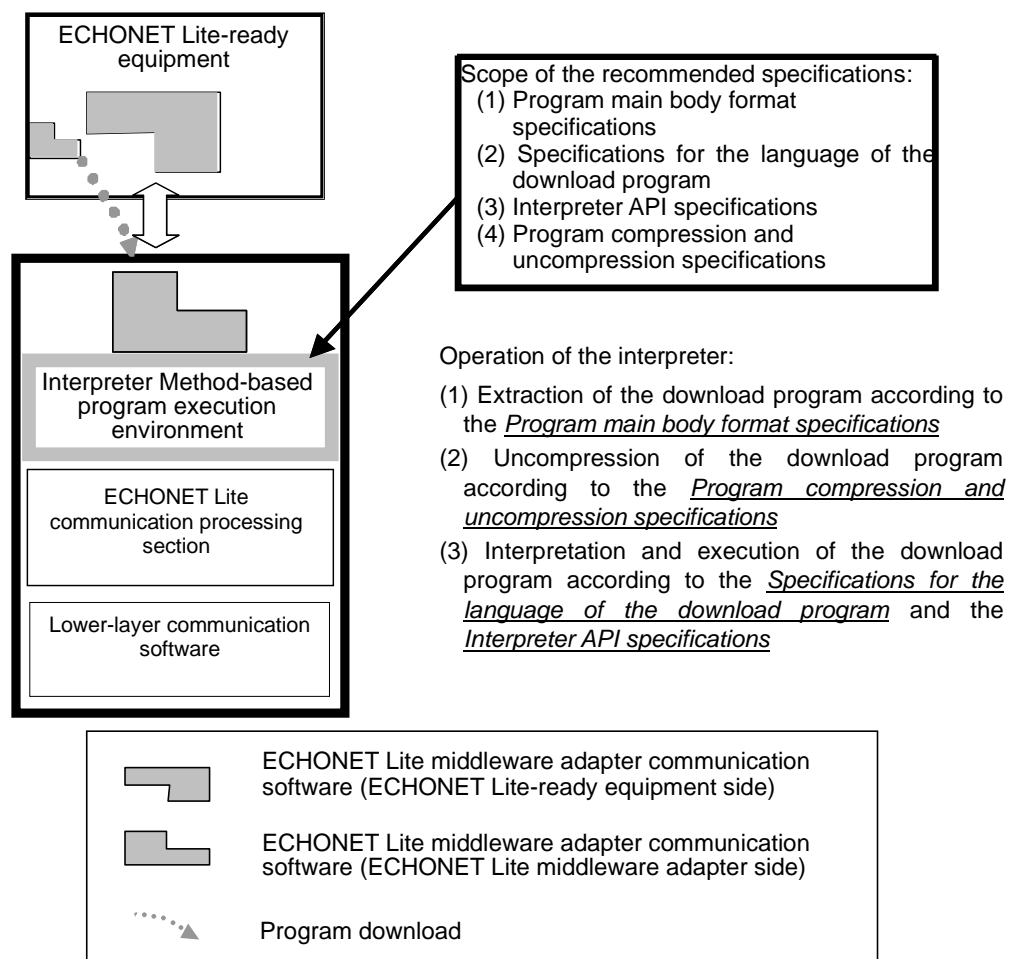 ECHONET Lite-ready
equipment
Scope of the recommended specifications:
(1) Program main body format
specifications
(2) Specifications for the language of the
download program
(3) Interpreter API specifications
(4) Program compression and
uncompression specifications
Interpreter Method-based
program execution
environment
ECHONET Lite
communication processing
section
Lower-layer communication
software
Operation of the interpreter:
(1) Extraction of the download program according to
the Program main body format specifications
(2) Uncompression of the download program
according to the Program compression and
uncompression specifications
(3) Interpretation and execution of the download
program according to the Specifications for the
language of the download program and the
Interpreter API specifications
ECHONET Lite middleware adapter communication
software (ECHONET Lite-ready equipment side)
ECHONET Lite middleware adapter communication
software (ECHONET Lite middleware adapter side)
Program download